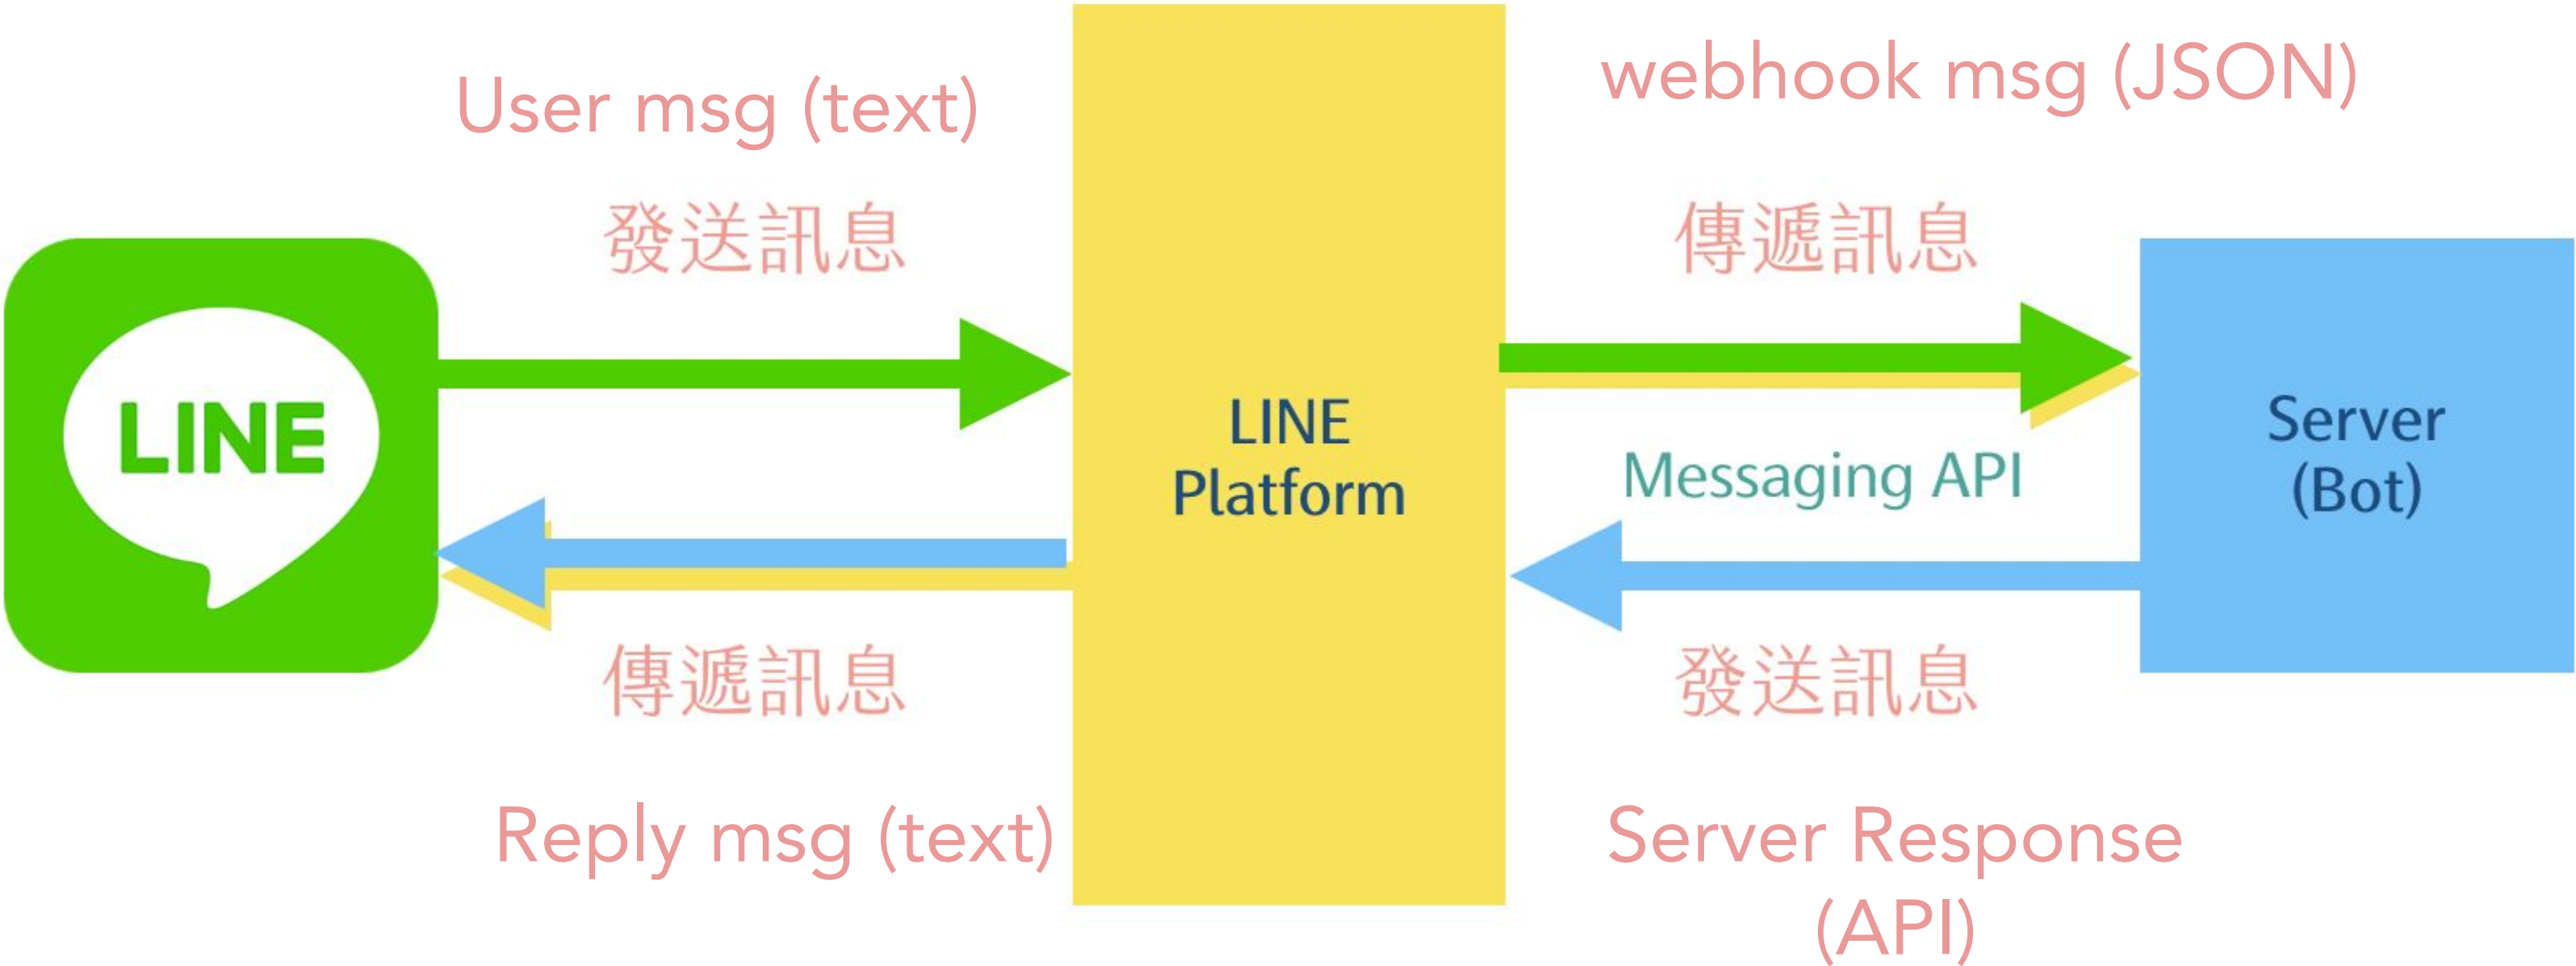 User msg (text)
webhook msg (JSON)
發送訊息
傳遞訊息
LINE
LINE
Platform
Messaging API
Server
(Bot)
傳遞訊息
發送訊息
Reply msg (text)
Server Response
(API)